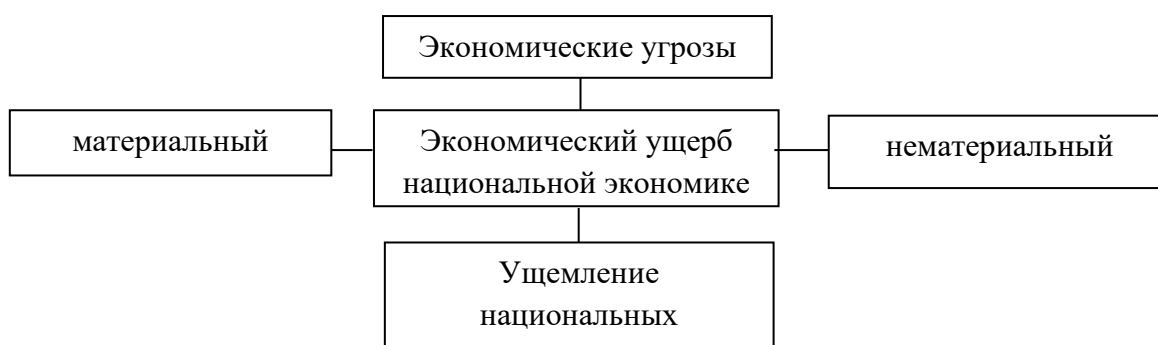 Экономические угрозы
материальный
Экономический ущерб
национальной экономике
нематериальный
Ущемление
национальных